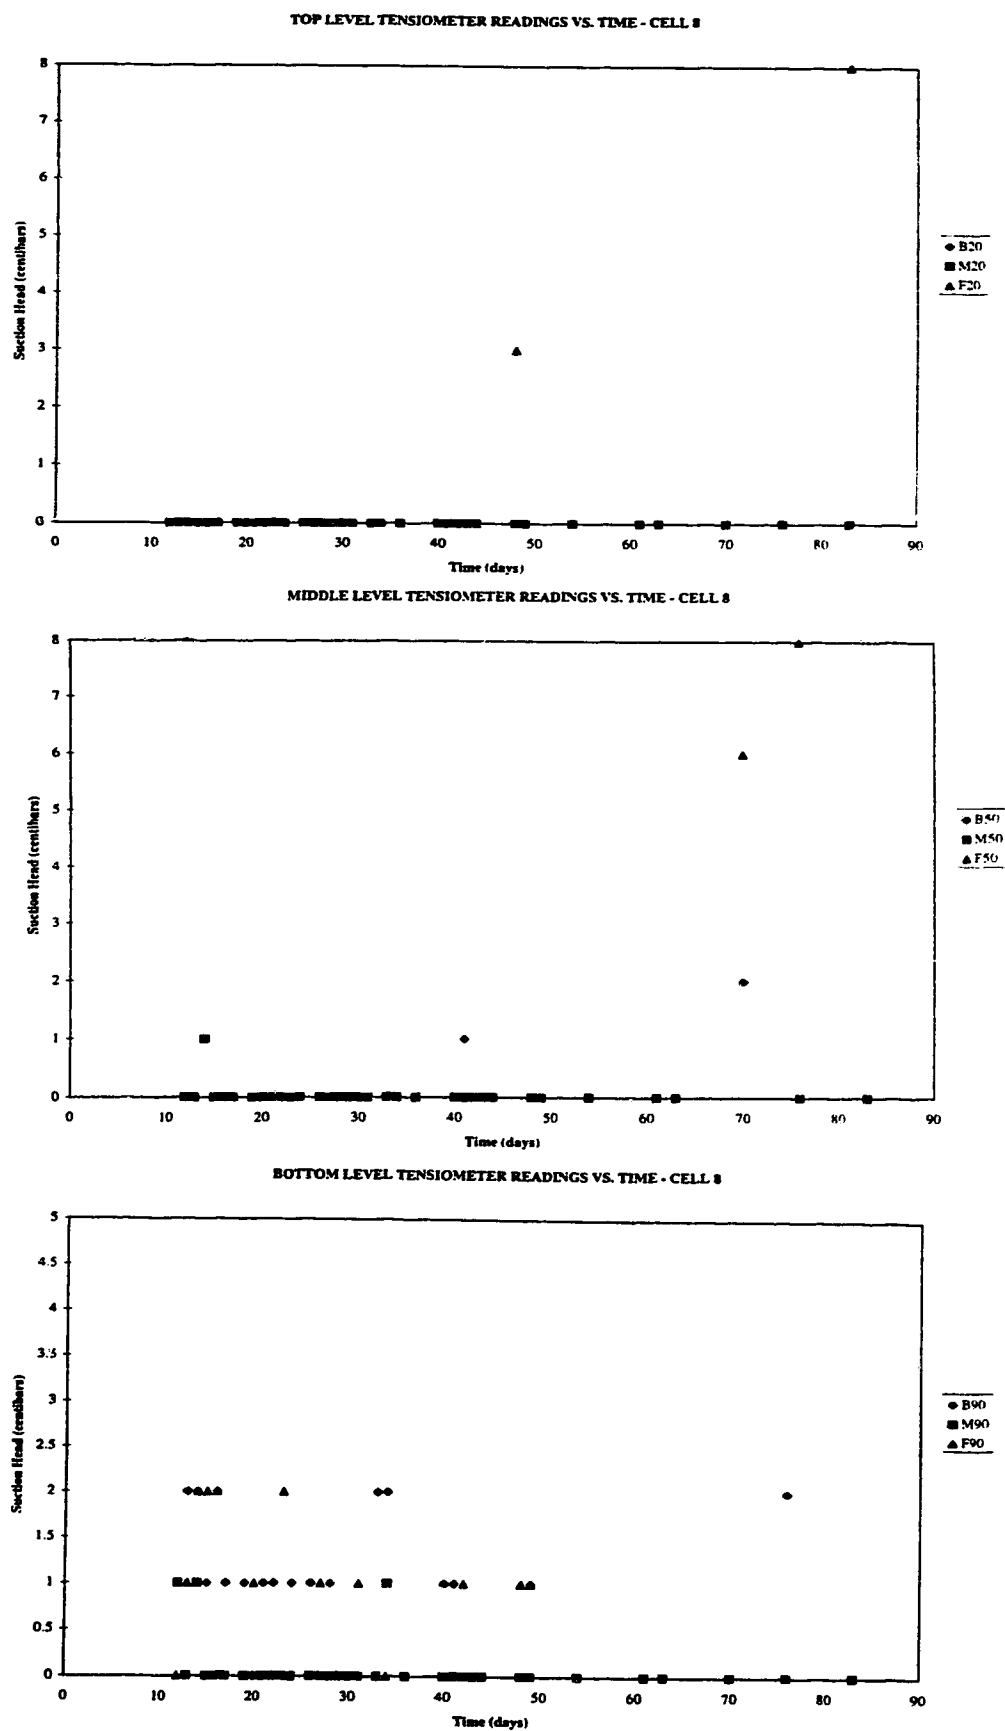 TOP LEVEL TENSIOMETER READINGS VS. TIME - CELL 8
8
7
6
5
4
3
2
1
0
Suction Head (centibars)
0 10 20 30 40 50 60 70 80 90
Time (days)
B20
M20
F20
MIDDLE LEVEL TENSIOMETER READINGS VS. TIME - CELL 8
8
7
6
5
4
3
2
1
0
Suction Head (centibars)
0 10 20 30 40 50 60 70 80 90
Time (days)
B50
M50
F50
BOTTOM LEVEL TENSIOMETER READINGS VS. TIME - CELL 8
5
4.5
4
3.5
3
2.5
2
1.5
1
0.5
0
Suction Head (centibars)
0 10 20 30 40 50 60 70 80 90
Time (days)
B90
M90
F90